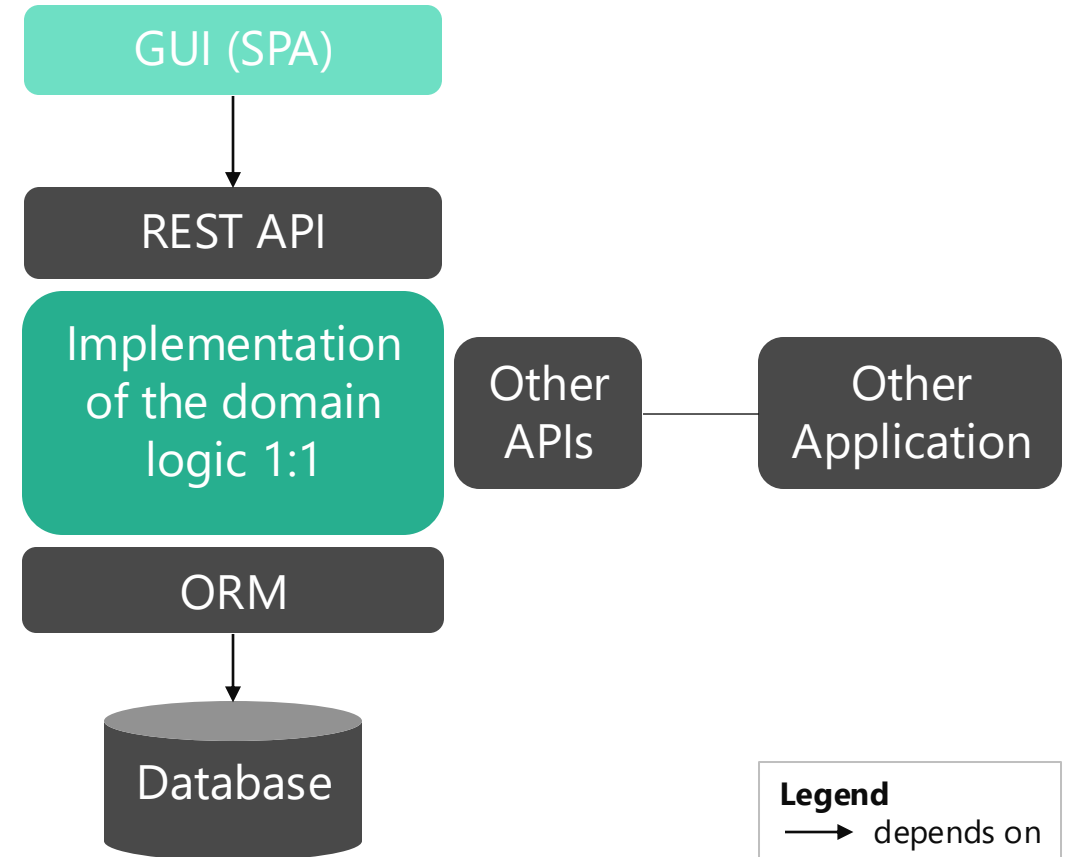 GUI (SPA)
REST API
Implementation
of the domain
logic 1:1
Other
APIs
Other
Application
ORM
Database
Legend
depends on